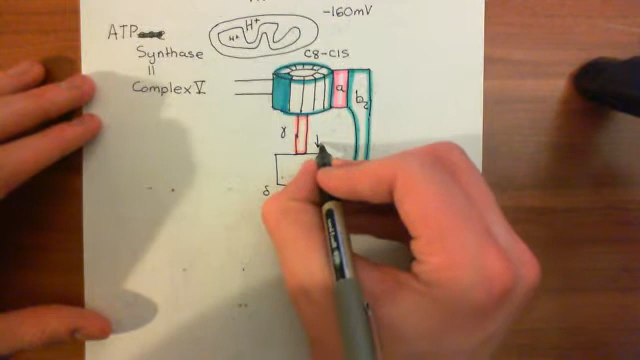 -160mV
H+
H+
ATP
Synthase
=
Complex V
C8-C15
a
b2
γ
δ